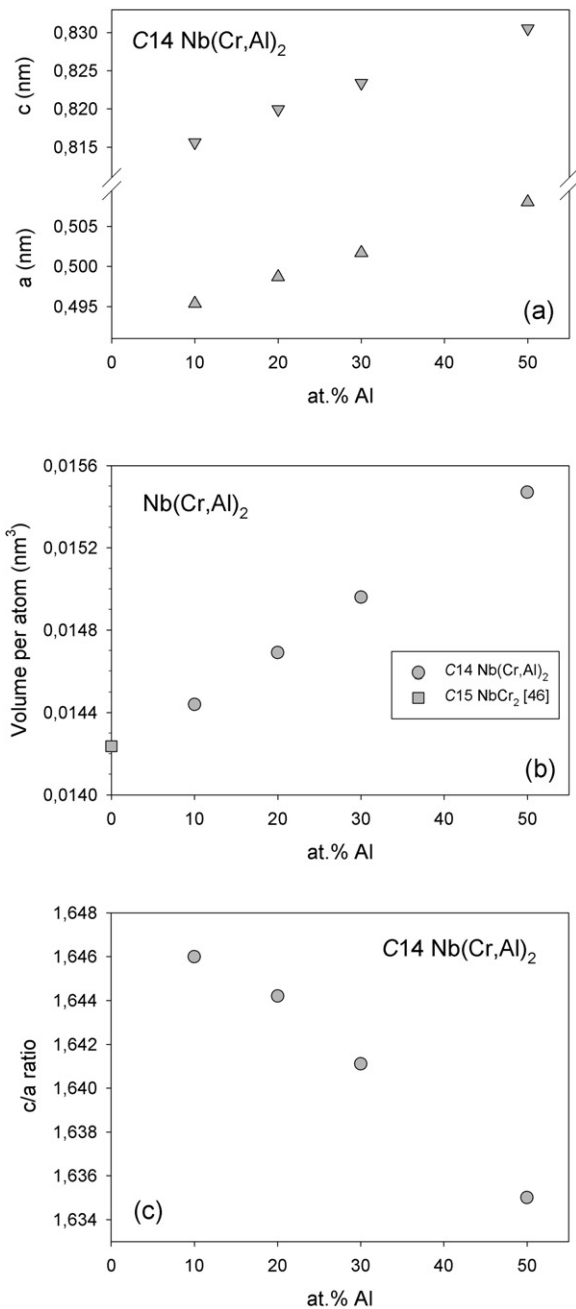 C14 Nb(Cr,Al)₂
c (nm)
0,830
0,825
0,820
0,815
a (nm)
0,505
0,500
0,495
(a)
0 10 20 30 40 50
at.% Al
Volume per atom (nm³)
0,0156
0,0152
0,0148
0,0144
0,0140
Nb(Cr,Al)₂
C14 Nb(Cr,Al)₂
C15 NbCr₂ [46]
(b)
0 10 20 30 40 50
at.% Al
c/a ratio
1,648
1,646
1,644
1,642
1,640
1,638
1,636
1,634
C14 Nb(Cr,Al)₂
(c)
0 10 20 30 40 50
at.% Al